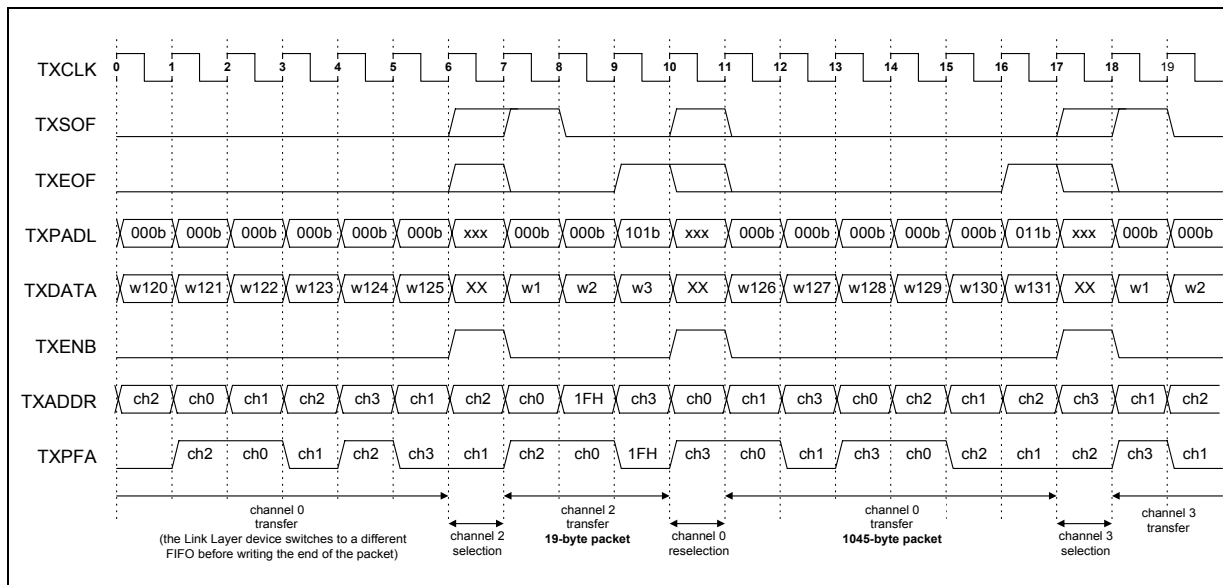 TXCLK 0 1 2 3 4 5 6 7 8 9 10 11 12 13 14 15 16 17 18 19
TXSOF
TXEOF
TXPADL 000b 000b 000b 000b 000b 000b xxx 000b 000b 101b xxx 000b 000b 000b 000b 000b 011b xxx 000b 000b
TXDATA w120 w121 w122 w123 w124 w125 XX w1 w2 w3 XX w126 w127 w128 w129 w130 w131 XX w1 w2
TXENB
TXADDR ch2 ch0 ch1 ch2 ch3 ch1 ch2 ch0 1FH ch3 ch0 ch1 ch3 ch0 ch2 ch1 ch2 ch3 ch1 ch2
TXPFA ch2 ch0 ch1 ch2 ch3 ch1 ch2 ch0 1FH ch3 ch0 ch1 ch3 ch0 ch2 ch1 ch2 ch3 ch1
channel 0
transfer
(the Link Layer device switches to a different
FIFO before writing the end of the packet)
channel 2
selection
channel 2
transfer
19-byte packet
channel 0
reselection
channel 0
transfer
1045-byte packet
channel 3
selection
channel 3
transfer